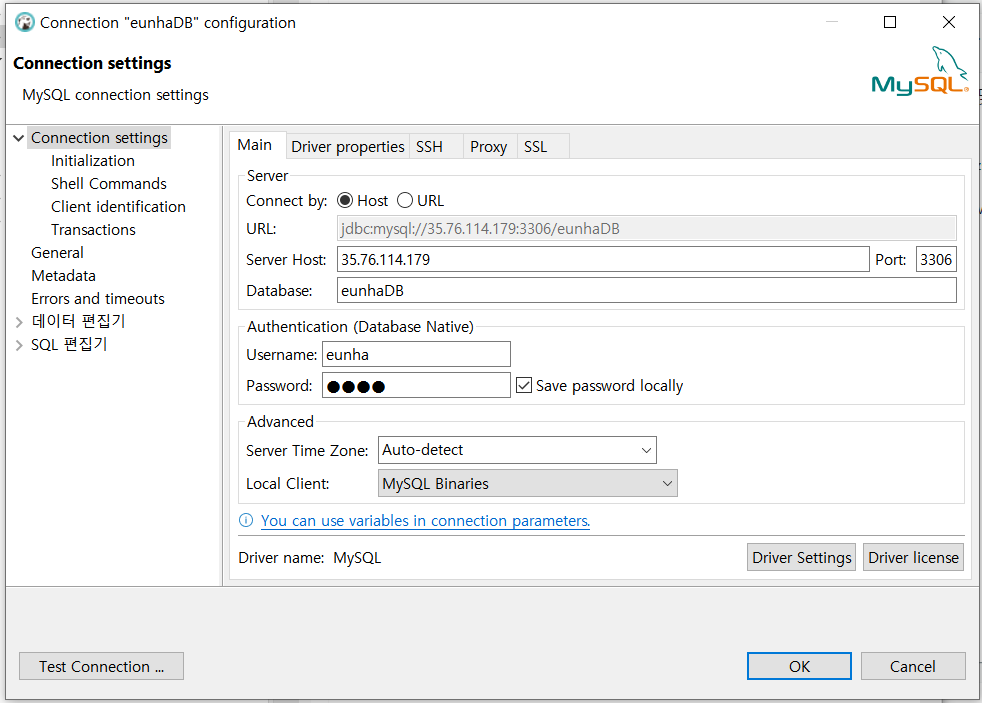 Connection "eunhaDB" configuration
Connection settings
MySQL connection settings
MySQL®
Connection settings
Initialization
Shell Commands
Client identification
Transactions
General
Metadata
Errors and timeouts
데이터 편집기
SQL 편집기
Main Driver properties SSH Proxy SSL
Server
Connect by: Host URL
URL: jdbc:mysql://35.76.114.179:3306/eunhaDB
Server Host: 35.76.114.179 Port: 3306
Database: eunhaDB
Authentication (Database Native)
Username: eunha
Password: ●●●● Save password locally
Advanced
Server Time Zone: Auto-detect
Local Client: MySQL Binaries
You can use variables in connection parameters.
Driver name: MySQL Driver Settings Driver license
Test Connection ... OK Cancel